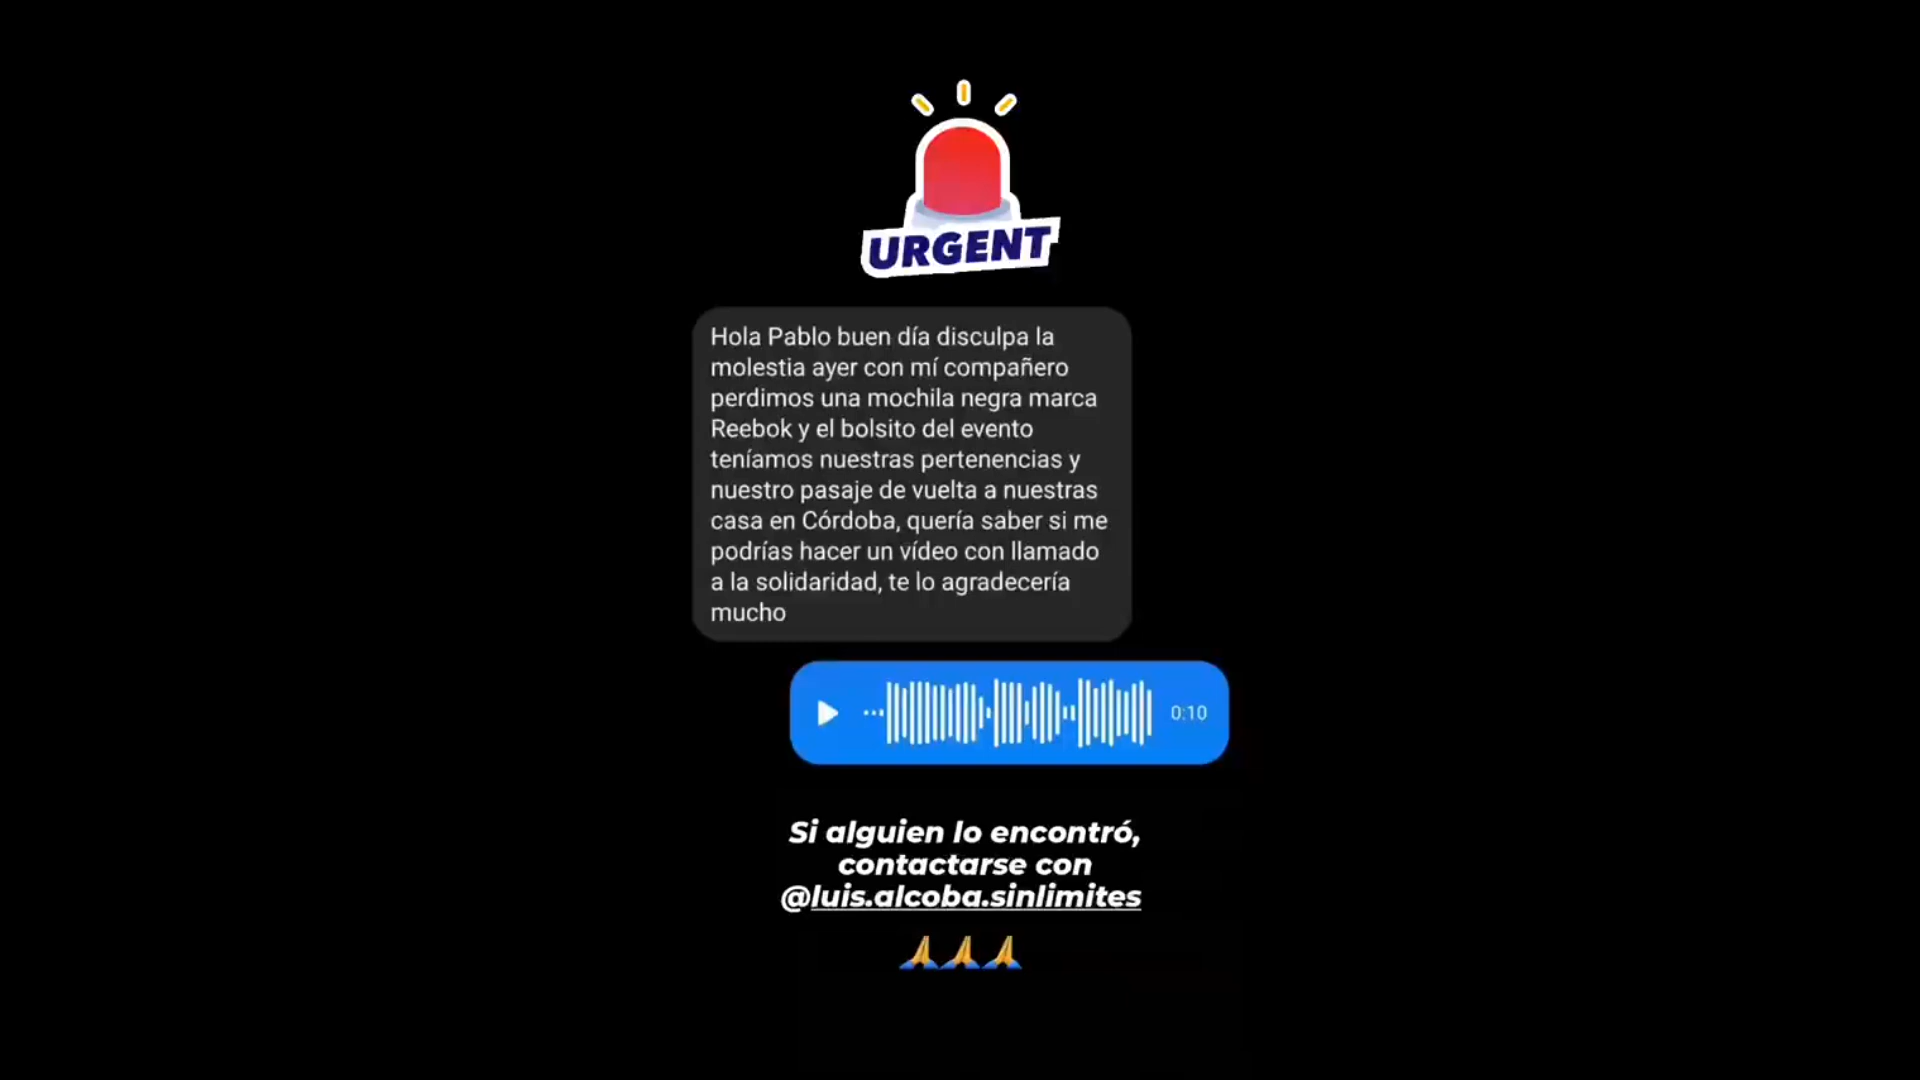 URGENT
Hola Pablo buen día disculpa la
molestia ayer con mí compañero
perdimos una mochila negra marca
Reebok y el bolsito del evento
teníamos nuestras pertenencias y
nuestro pasaje de vuelta a nuestras
casa en Córdoba, quería saber si me
podrías hacer un vídeo con llamado
a la solidaridad, te lo agradecería
mucho
0:10
Si alguien lo encontró,
contactarse con
@luis.alcoba.sinlimites